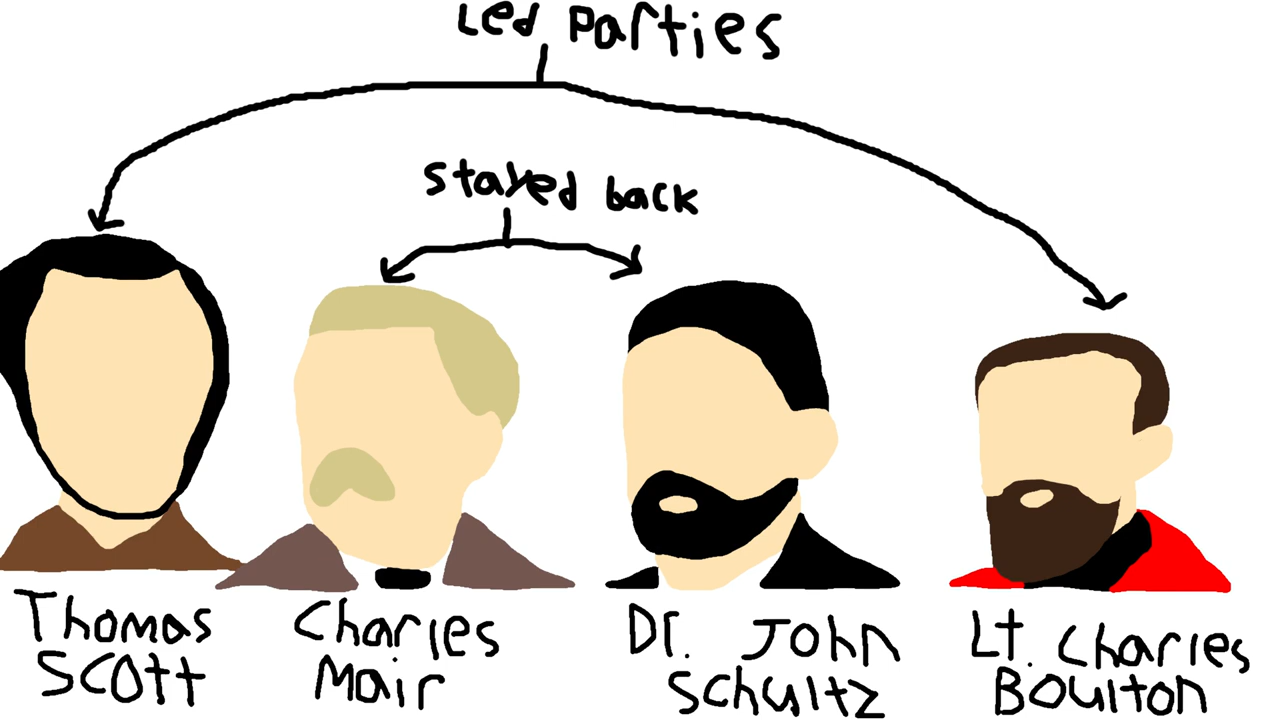 Led Parties
stayed back
Thomas
Scott
Charles
Mair
Dr. John
Schultz
Lt. Charles
Boulton